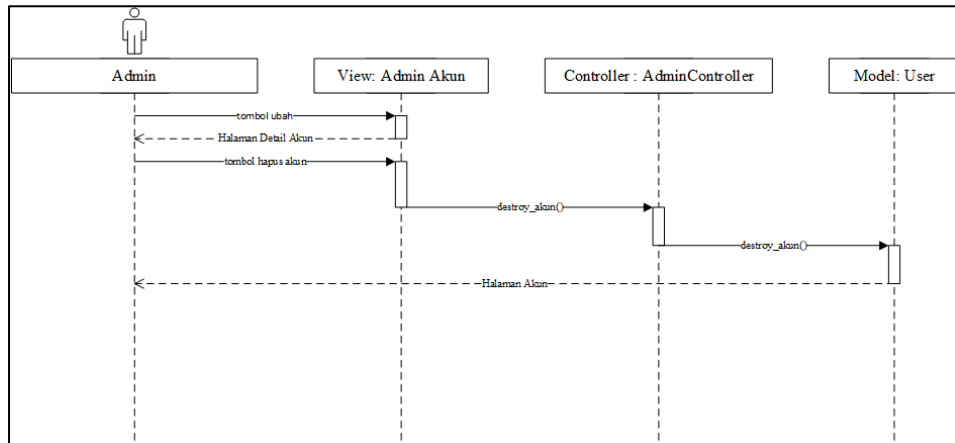 Admin
View: Admin Akun
Controller : AdminController
Model: User
tombol ubah
Halaman Detail Akun
tombol hapus akun
destroy_akun()
destroy_akun()
Halaman Akun